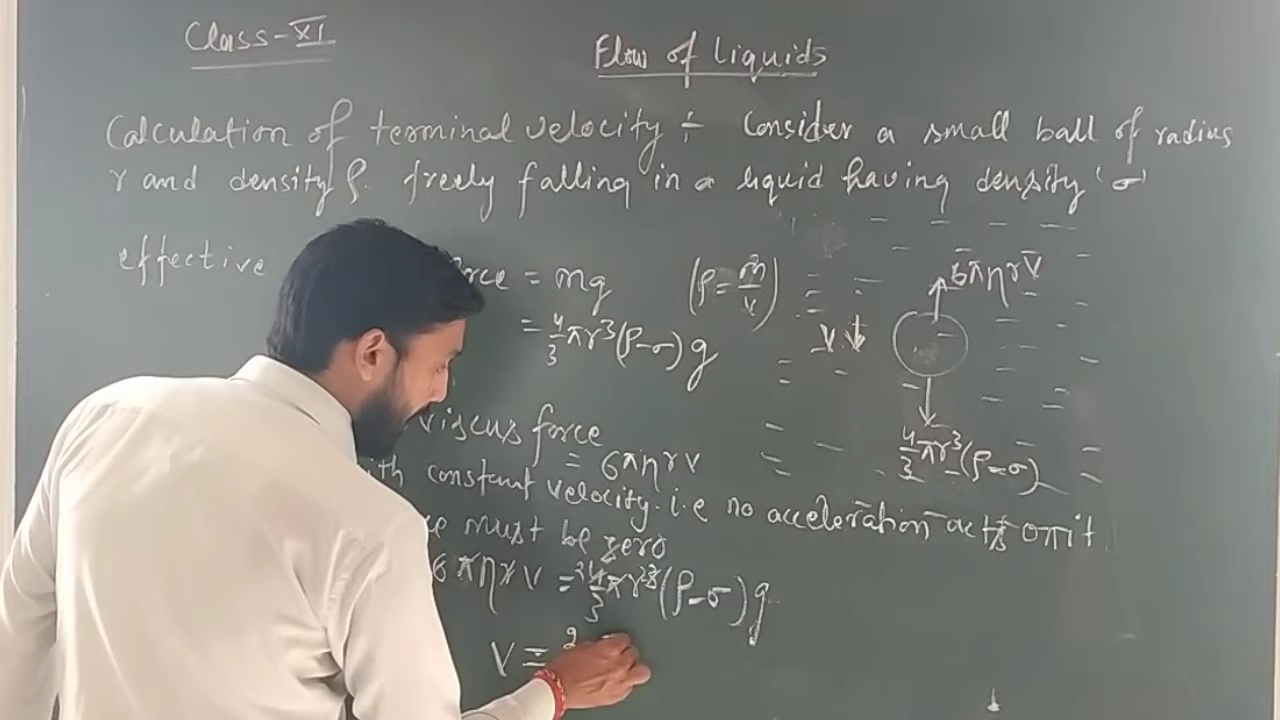 Class-XI
Flow of Liquids
Calculation of terminal velocity ÷ Consider a small ball of radius
r and density ρ. freely falling in a liquid having density 'σ'
effective
= mg (ρ = m/v)
= 4/3 πr³(ρ-σ)g
viscus force
= 6πηrv
with constant velocity. i.e no acceleration acts on it
must be zero
6πηrv = 4/3 πr³(ρ-σ)g
v =
6πηrv
v ↓
4/3 πr³(ρ-σ)